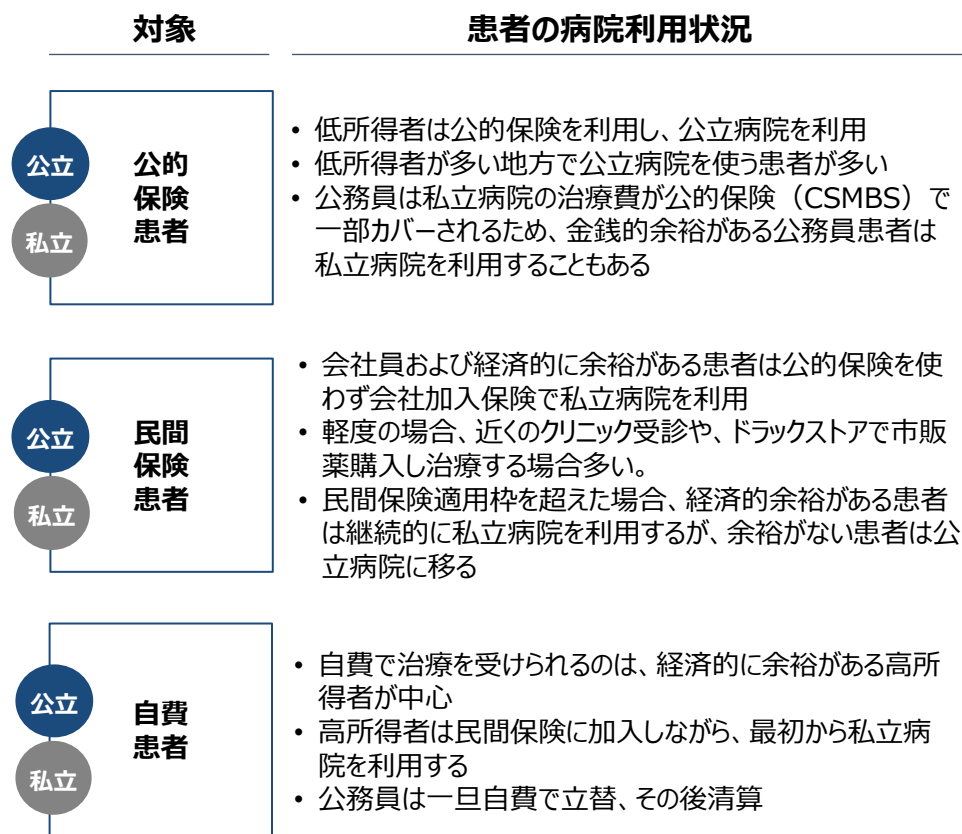 対象
患者の病院利用状況
公立
私立
公的
保険
患者
• 低所得者は公的保険を利用し、公立病院を利用
• 低所得者が多い地方で公立病院を使う患者が多い
• 公務員は私立病院の治療費が公的保険（CSMBS）で
一部カバーされるため、金銭的余裕がある公務員患者は
私立病院を利用することもある
公立
私立
民間
保険
患者
• 会社員および経済的に余裕がある患者は公的保険を使
わず会社加入保険で私立病院を利用
• 軽度の場合、近くのクリニック受診や、ドラックストアで市販
薬購入し治療する場合多い。
• 民間保険適用枠を超えた場合、経済的余裕がある患者
は継続的に私立病院を利用するが、余裕がない患者は公
立病院に移る
公立
私立
自費
患者
• 自費で治療を受けられるのは、経済的に余裕がある高所
得者が中心
• 高所得者は民間保険に加入しながら、最初から私立病
院を利用する
• 公務員は一旦自費で立替、その後清算